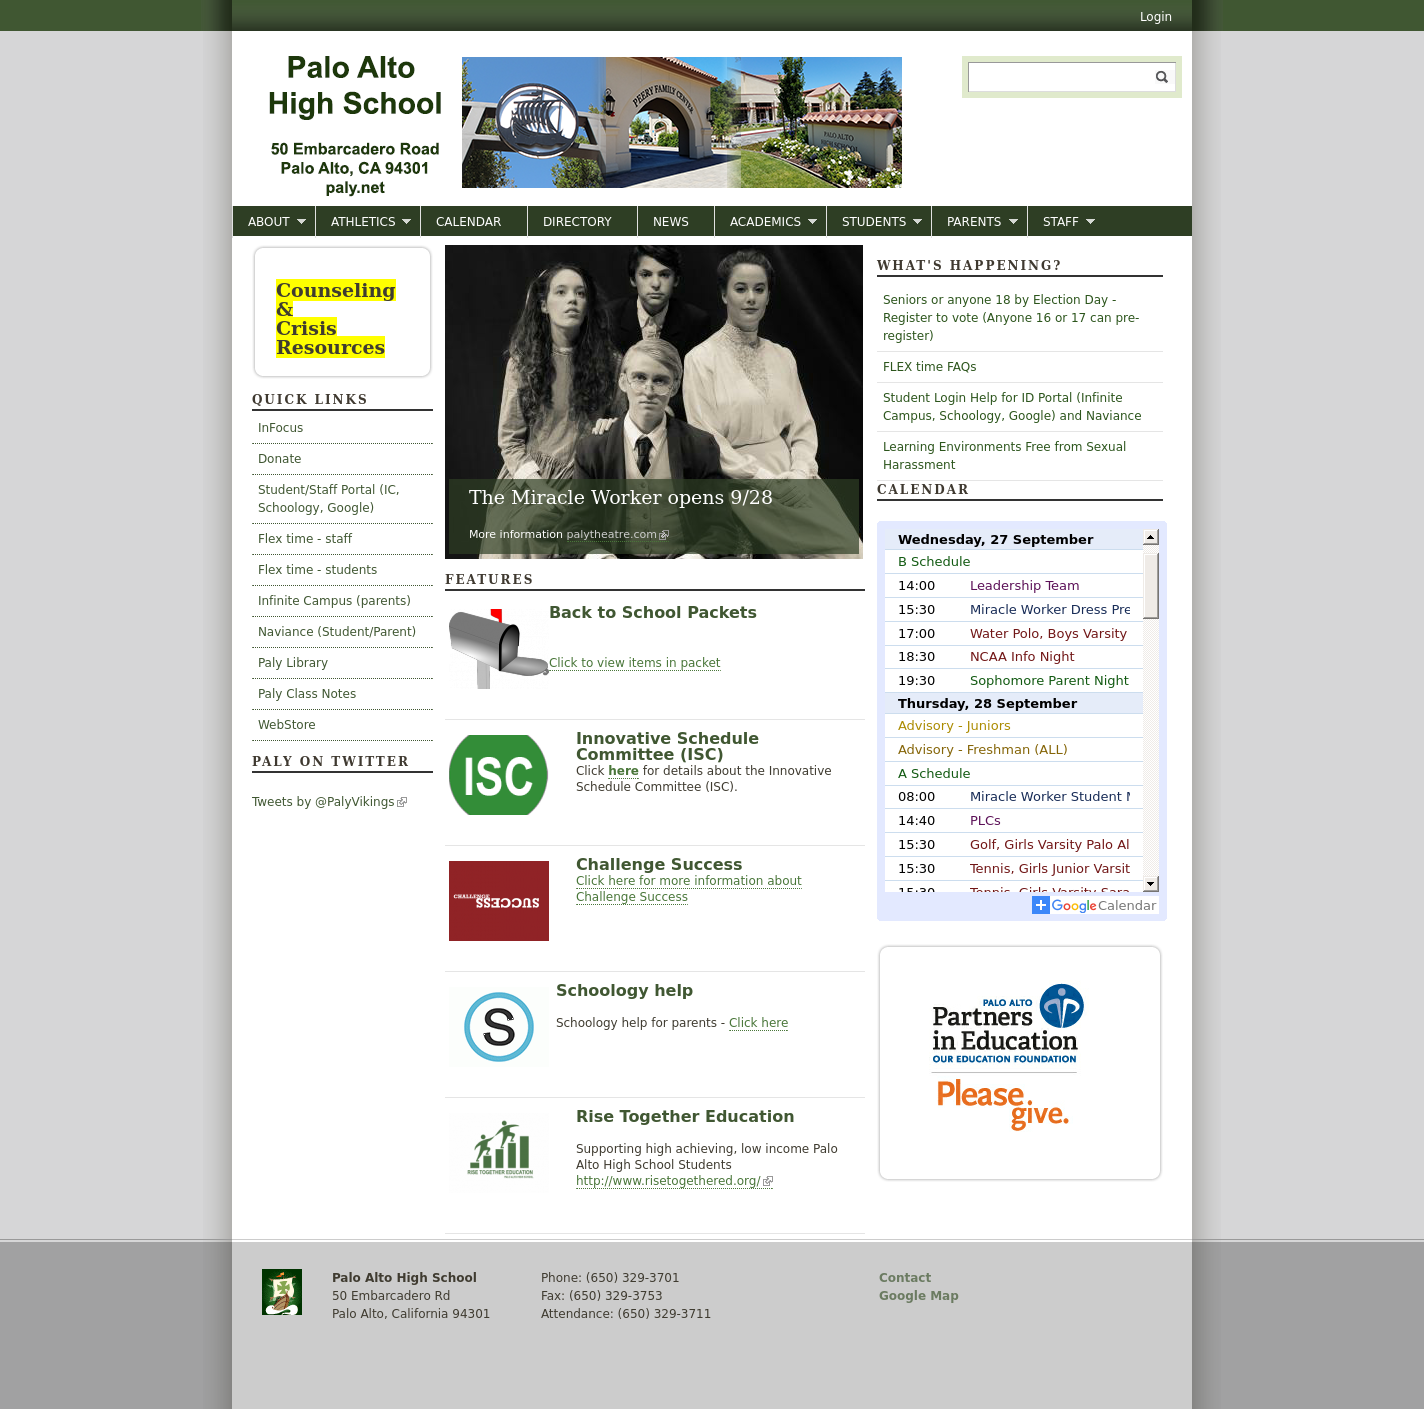 Login
Palo Alto
High School
50 Embarcadero Road
Palo Alto, CA 94301
paly.net
PEERY FAMILY CENTER
PALO ALTO
HIGH SCHOOL
ABOUT ATHLETICS CALENDAR DIRECTORY NEWS ACADEMICS STUDENTS PARENTS STAFF
Counseling
&
Crisis
Resources
QUICK LINKS
InFocus
Donate
Student/Staff Portal (IC,
Schoology, Google)
Flex time - staff
Flex time - students
Infinite Campus (parents)
Naviance (Student/Parent)
Paly Library
Paly Class Notes
WebStore
PALY ON TWITTER
Tweets by @PalyVikings
The Miracle Worker opens 9/28
More information palytheatre.com
FEATURES
Back to School Packets
Click to view items in packet
ISC
Innovative Schedule
Committee (ISC)
Click here for details about the Innovative
Schedule Committee (ISC).
CHALLENGE
SUCCESS
Challenge Success
Click here for more information about
Challenge Success
S
Schoology help
Schoology help for parents - Click here
RISE TOGETHER EDUCATION
Rise Together Education
Supporting high achieving, low income Palo
Alto High School Students
http://www.risetogethered.org/
WHAT'S HAPPENING?
Seniors or anyone 18 by Election Day -
Register to vote (Anyone 16 or 17 can pre-
register)
FLEX time FAQs
Student Login Help for ID Portal (Infinite
Campus, Schoology, Google) and Naviance
Learning Environments Free from Sexual
Harassment
CALENDAR
Wednesday, 27 September
B Schedule
14:00 Leadership Team
15:30 Miracle Worker Dress Pre
17:00 Water Polo, Boys Varsity
18:30 NCAA Info Night
19:30 Sophomore Parent Night
Thursday, 28 September
Advisory - Juniors
Advisory - Freshman (ALL)
A Schedule
08:00 Miracle Worker Student M
14:40 PLCs
15:30 Golf, Girls Varsity Palo Al
15:30 Tennis, Girls Junior Varsit
15:30 Tennis, Girls Varsity Sara
Google Calendar
PALO ALTO
Partners
in Education
OUR EDUCATION FOUNDATION
Please
give.
Palo Alto High School
50 Embarcadero Rd
Palo Alto, California 94301
Phone: (650) 329-3701
Fax: (650) 329-3753
Attendance: (650) 329-3711
Contact
Google Map